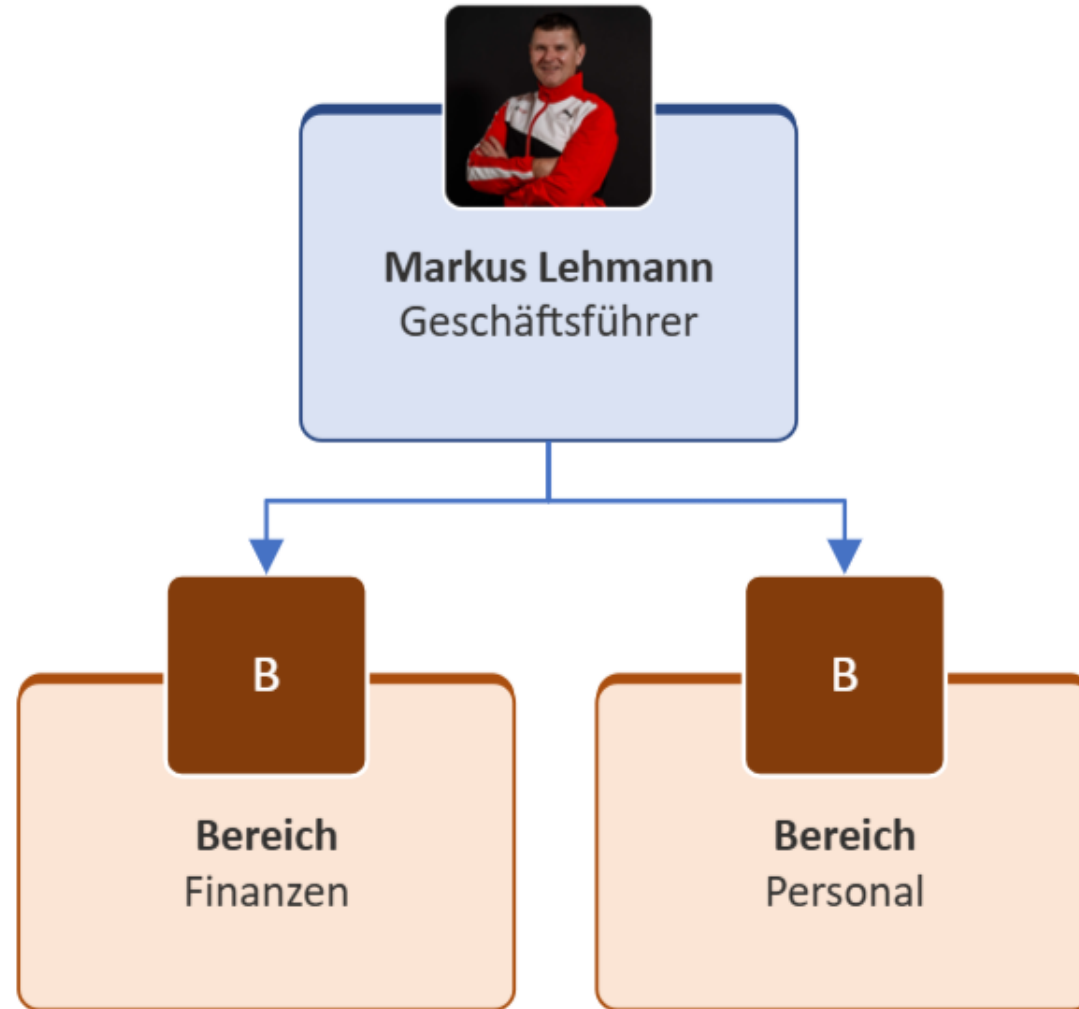 Markus Lehmann
Geschäftsführer
B
B
Bereich
Finanzen
Bereich
Personal